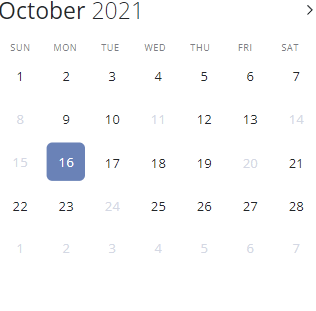 October 2021
SUN MON TUE WED THU FRI SAT
1 2 3 4 5 6 7
8 9 10 11 12 13 14
15 16 17 18 19 20 21
22 23 24 25 26 27 28
1 2 3 4 5 6 7